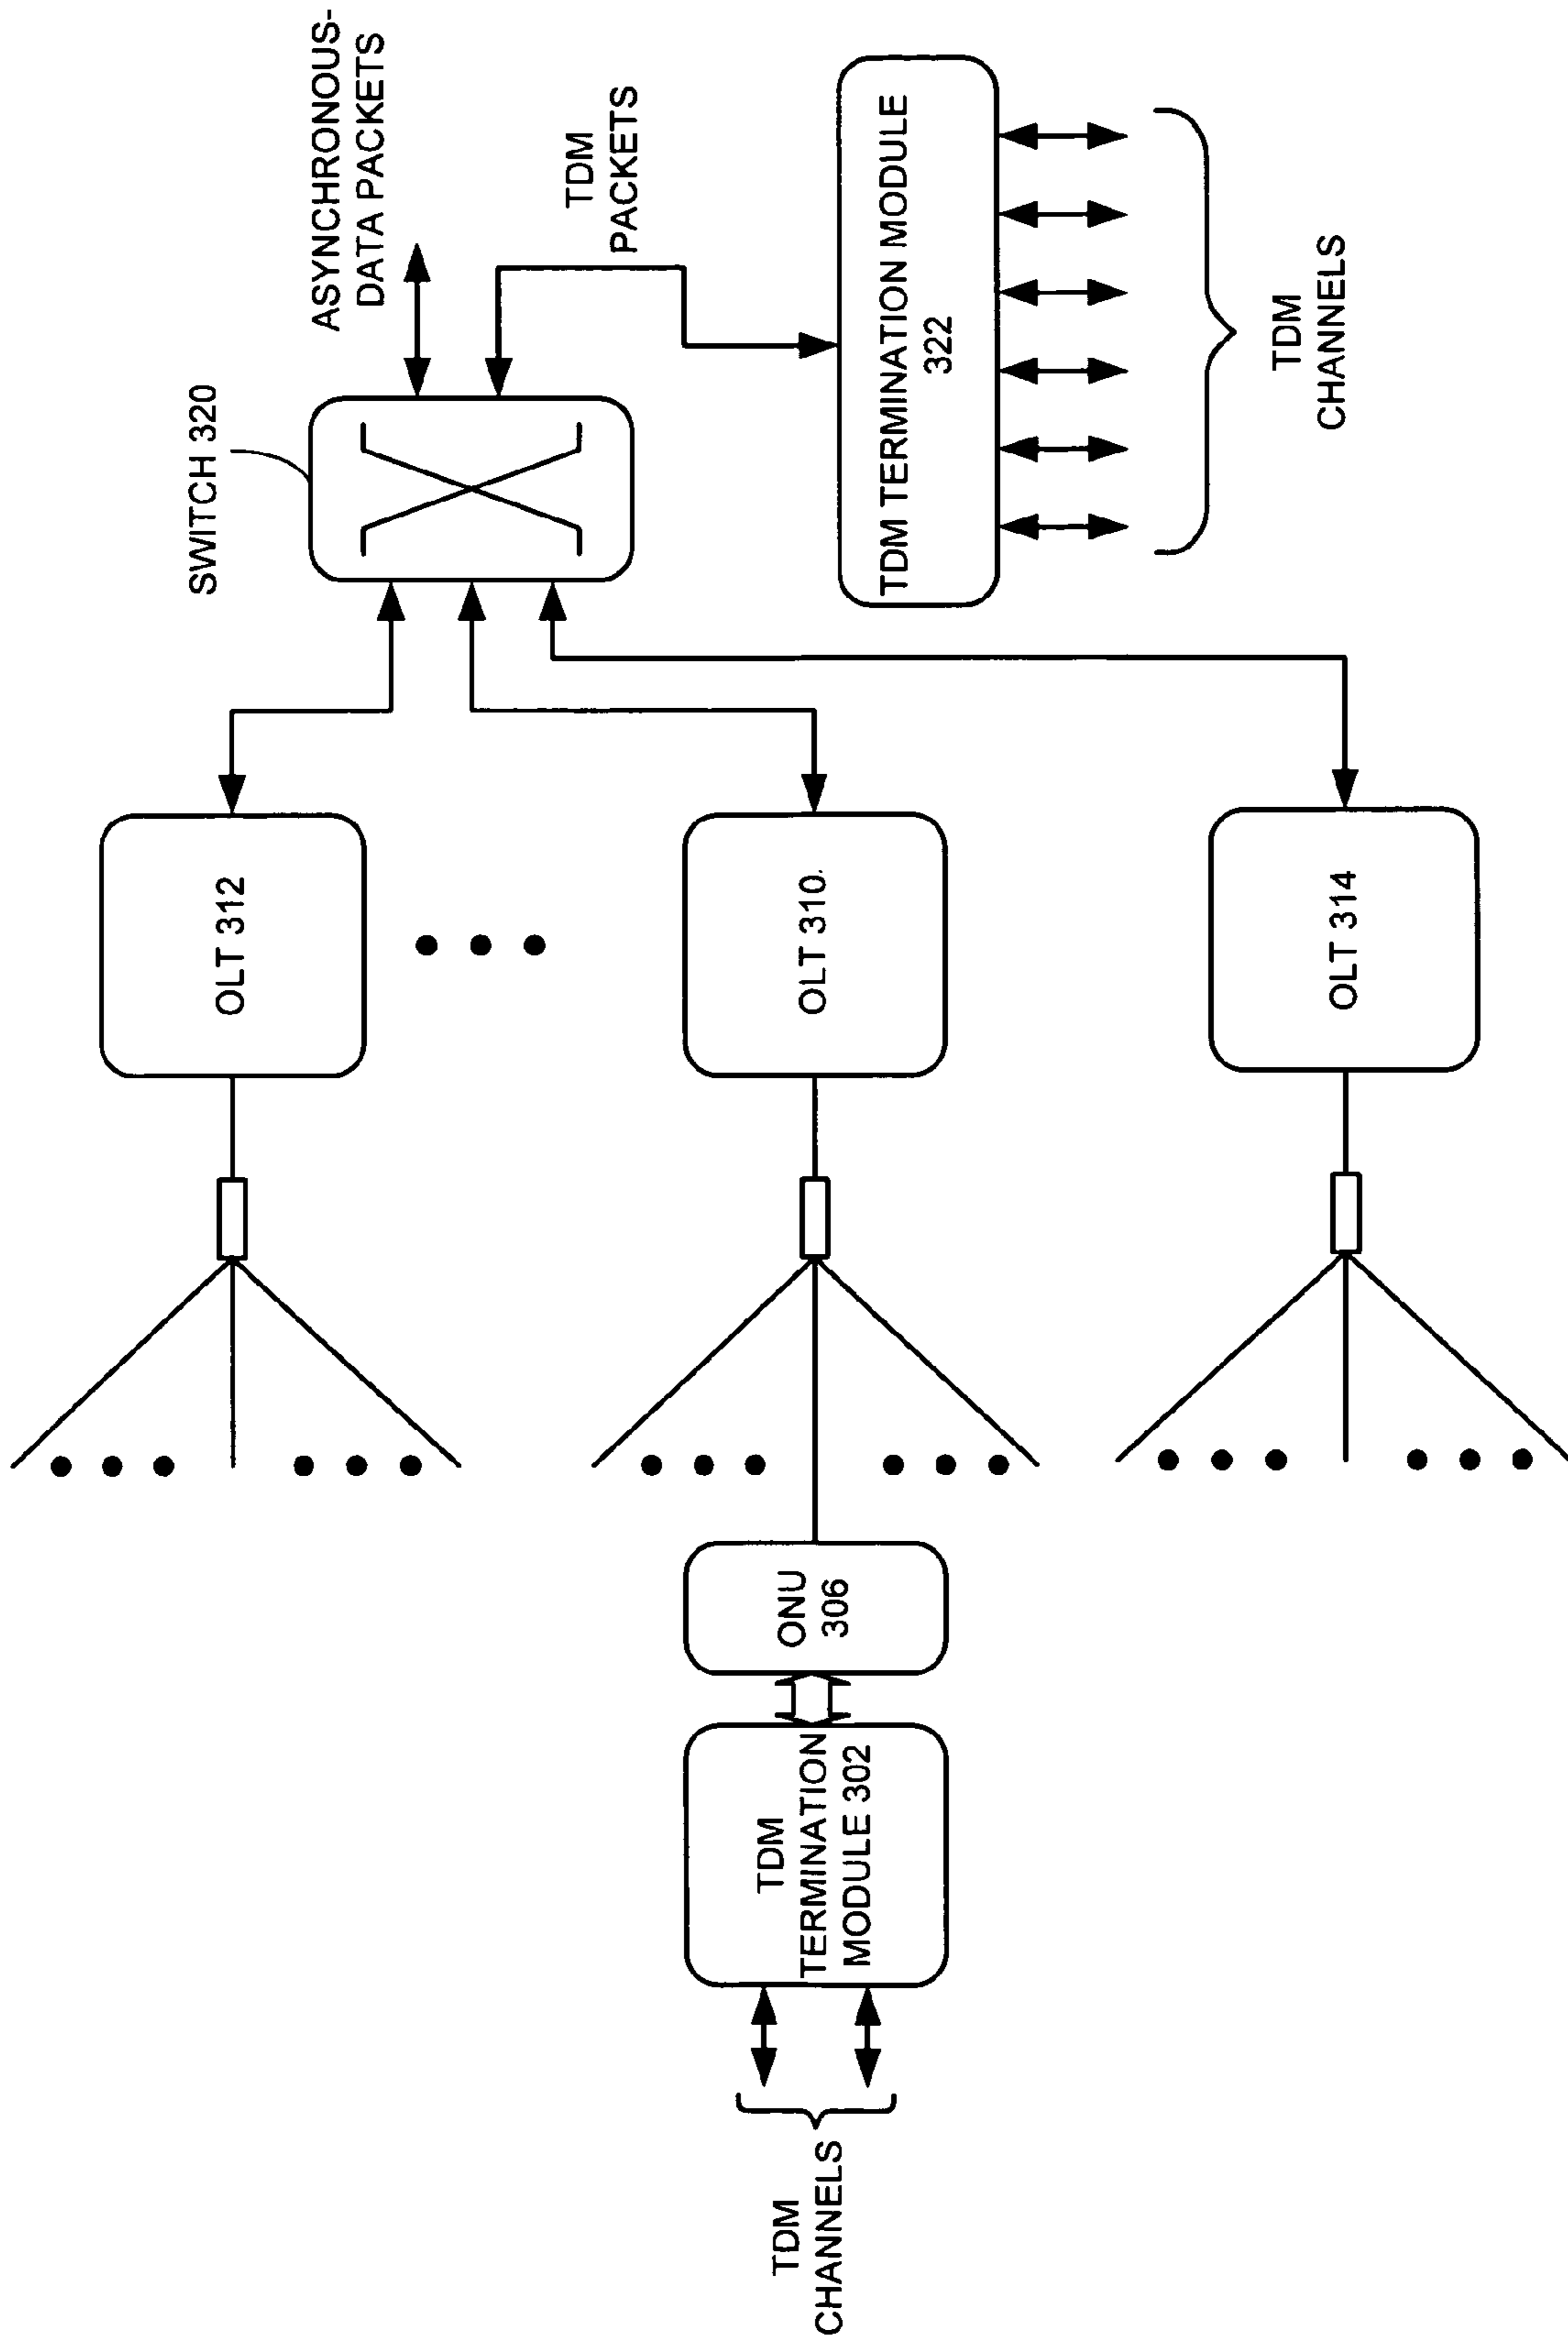 ASYNCHRONOUS-
DATA PACKETS
SWITCH 320
TDM
PACKETS
TDM TERMINATION MODULE
322
TDM
CHANNELS
OLT 312
OLT 310
OLT 314
ONU
306
TDM
TERMINATION
MODULE 302
TDM
CHANNELS